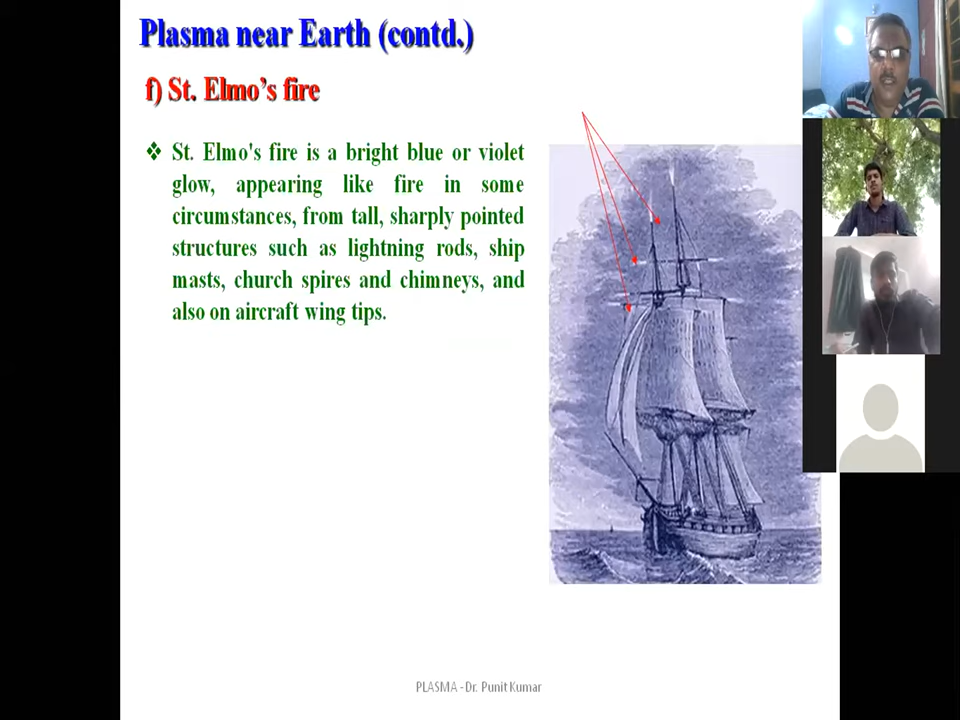 Plasma near Earth (contd.)
f) St. Elmo's fire
❖ St. Elmo's fire is a bright blue or violet
glow, appearing like fire in some
circumstances, from tall, sharply pointed
structures such as lightning rods, ship
masts, church spires and chimneys, and
also on aircraft wing tips.
PLASMA - Dr. Punit Kumar